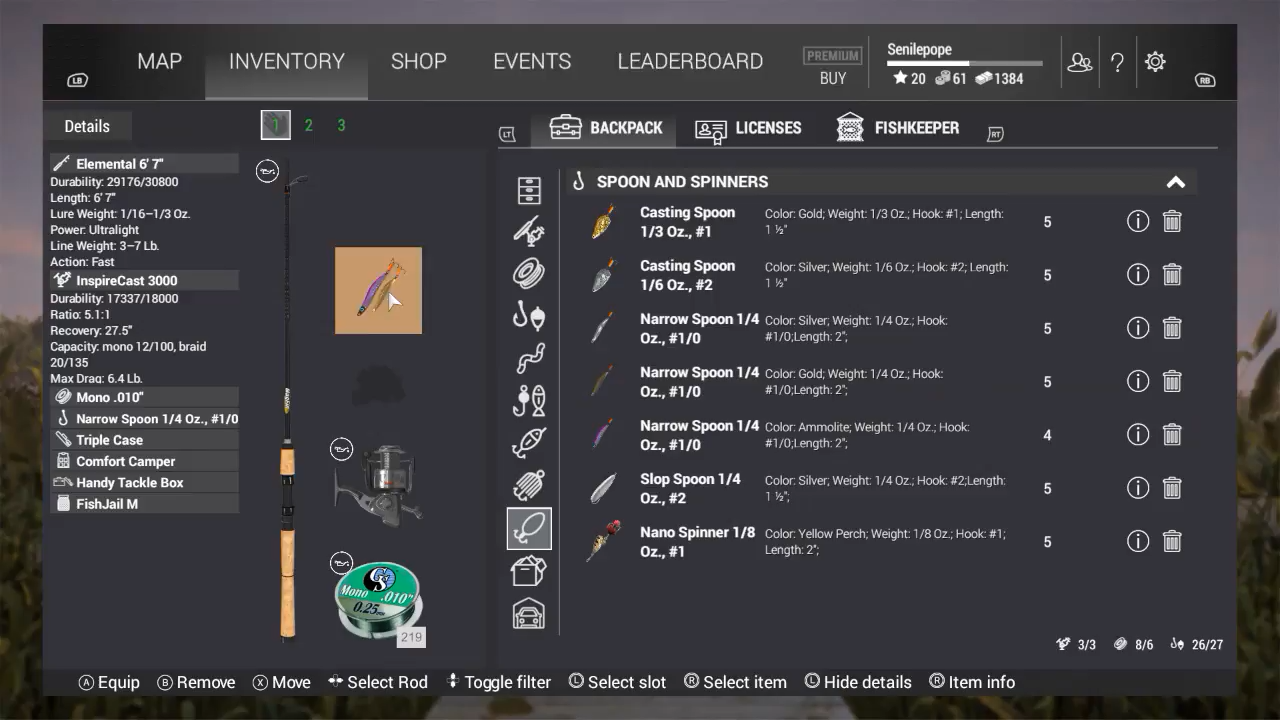 MAP
INVENTORY
SHOP
EVENTS
LEADERBOARD
PREMIUM
BUY
Senilepope
20 61 1384
LB
RB
Details
1 2 3
LT
BACKPACK
LICENSES
FISHKEEPER
RT
Elemental 6' 7"
Durability: 29176/30800
Length: 6' 7"
Lure Weight: 1/16–1/3 Oz.
Power: Ultralight
Line Weight: 3–7 Lb.
Action: Fast
InspireCast 3000
Durability: 17337/18000
Ratio: 5.1:1
Recovery: 27.5"
Capacity: mono 12/100, braid
20/135
Max Drag: 6.4 Lb.
Mono .010"
Narrow Spoon 1/4 Oz., #1/0
Triple Case
Comfort Camper
Handy Tackle Box
FishJail M
Mono .010"
0.25
219
SPOON AND SPINNERS
Casting Spoon
1/3 Oz., #1
Color: Gold; Weight: 1/3 Oz.; Hook: #1; Length:
1 ½"
5
Casting Spoon
1/6 Oz., #2
Color: Silver; Weight: 1/6 Oz.; Hook: #2; Length:
1 ½"
5
Narrow Spoon 1/4
Oz., #1/0
Color: Silver; Weight: 1/4 Oz.; Hook:
#1/0;Length: 2";
5
Narrow Spoon 1/4
Oz., #1/0
Color: Gold; Weight: 1/4 Oz.; Hook:
#1/0;Length: 2";
5
Narrow Spoon 1/4
Oz., #1/0
Color: Ammolite; Weight: 1/4 Oz.; Hook:
#1/0;Length: 2";
4
Slop Spoon 1/4
Oz., #2
Color: Silver; Weight: 1/4 Oz.; Hook: #2;Length:
1 ½";
5
Nano Spinner 1/8
Oz., #1
Color: Yellow Perch; Weight: 1/8 Oz.; Hook: #1;
Length: 2";
5
3/3 8/6 26/27
A Equip
B Remove
X Move
Select Rod
Toggle filter
L Select slot
R Select item
L Hide details
R Item info